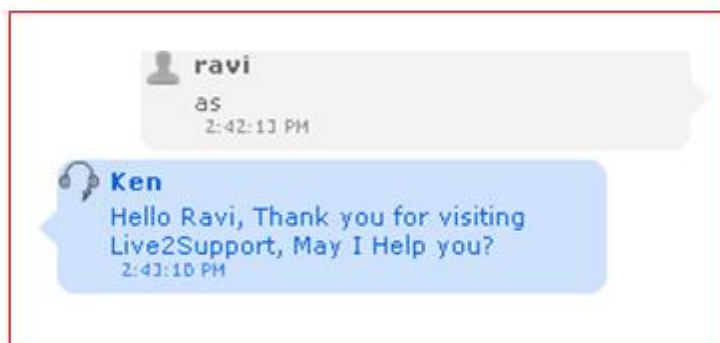 ravi
as
2:42:13 PM
Ken
Hello Ravi, Thank you for visiting
Live2Support, May I Help you?
2:43:10 PM